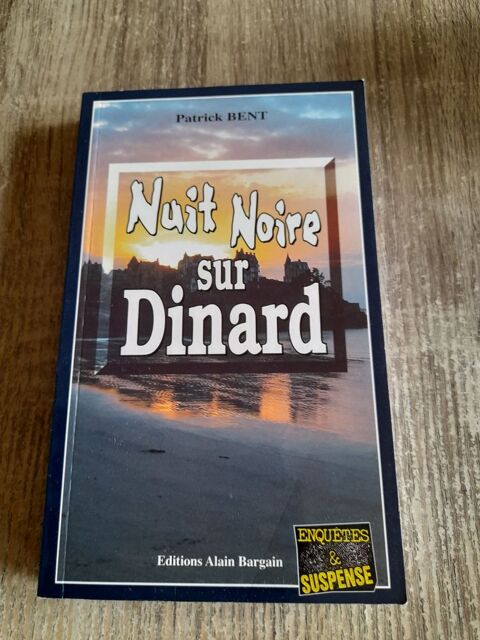 Patrick BENT
Nuit Noire
sur
Dinard
Editions Alain Bargain
ENQUÊTES
&
SUSPENSE